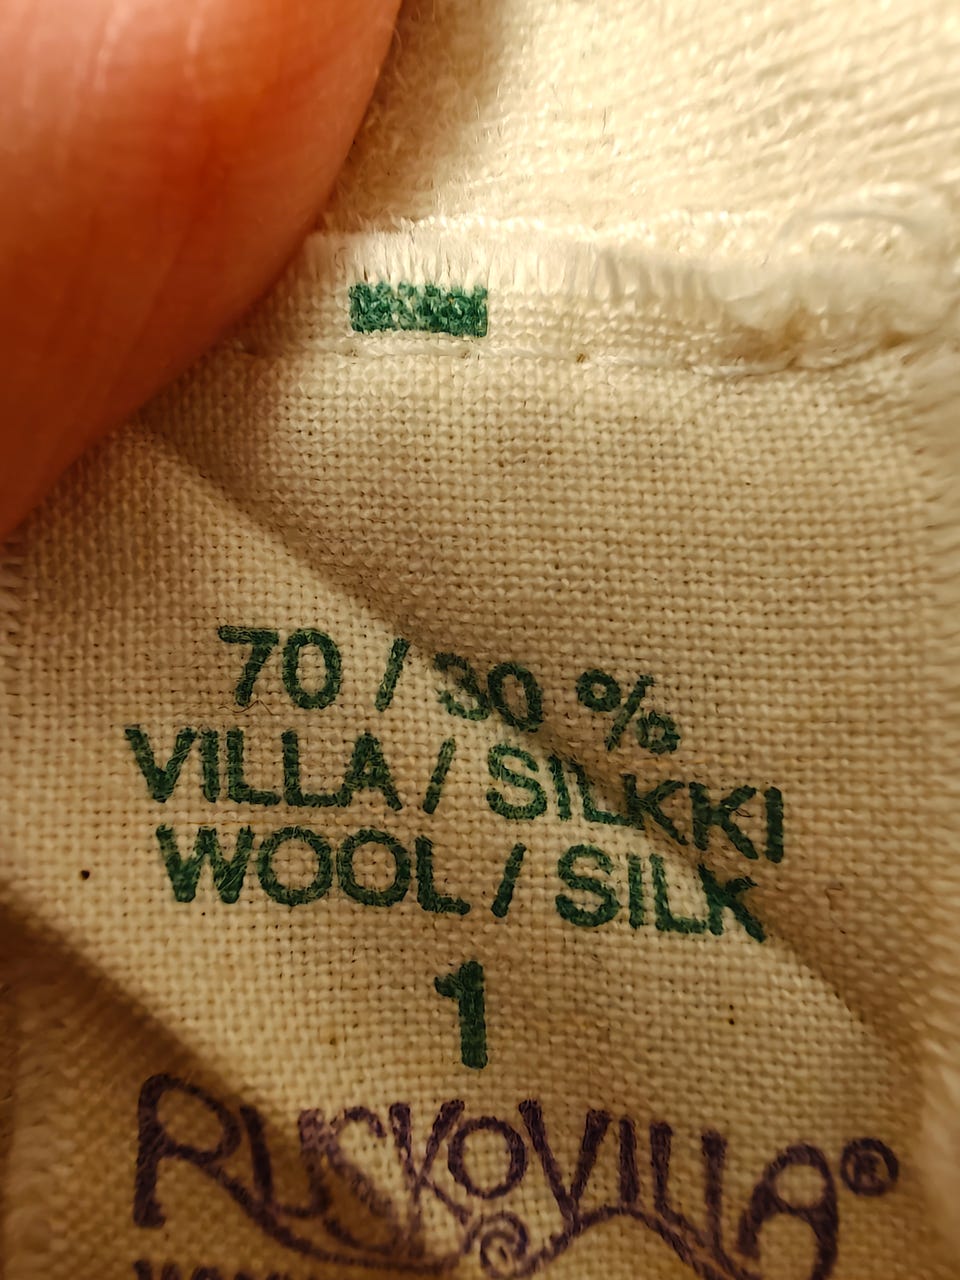 70 / 30 %
VILLA / SILKKI
WOOL / SILK
1
RUSKOVILLA®